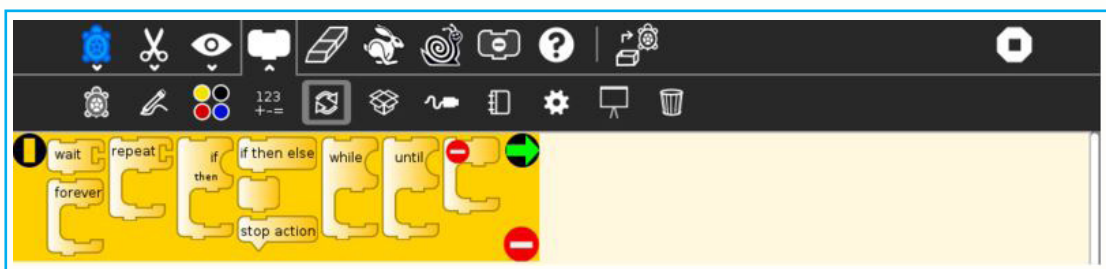 ?
123
+-=
wait repeat if if then else while until
then
forever
stop action